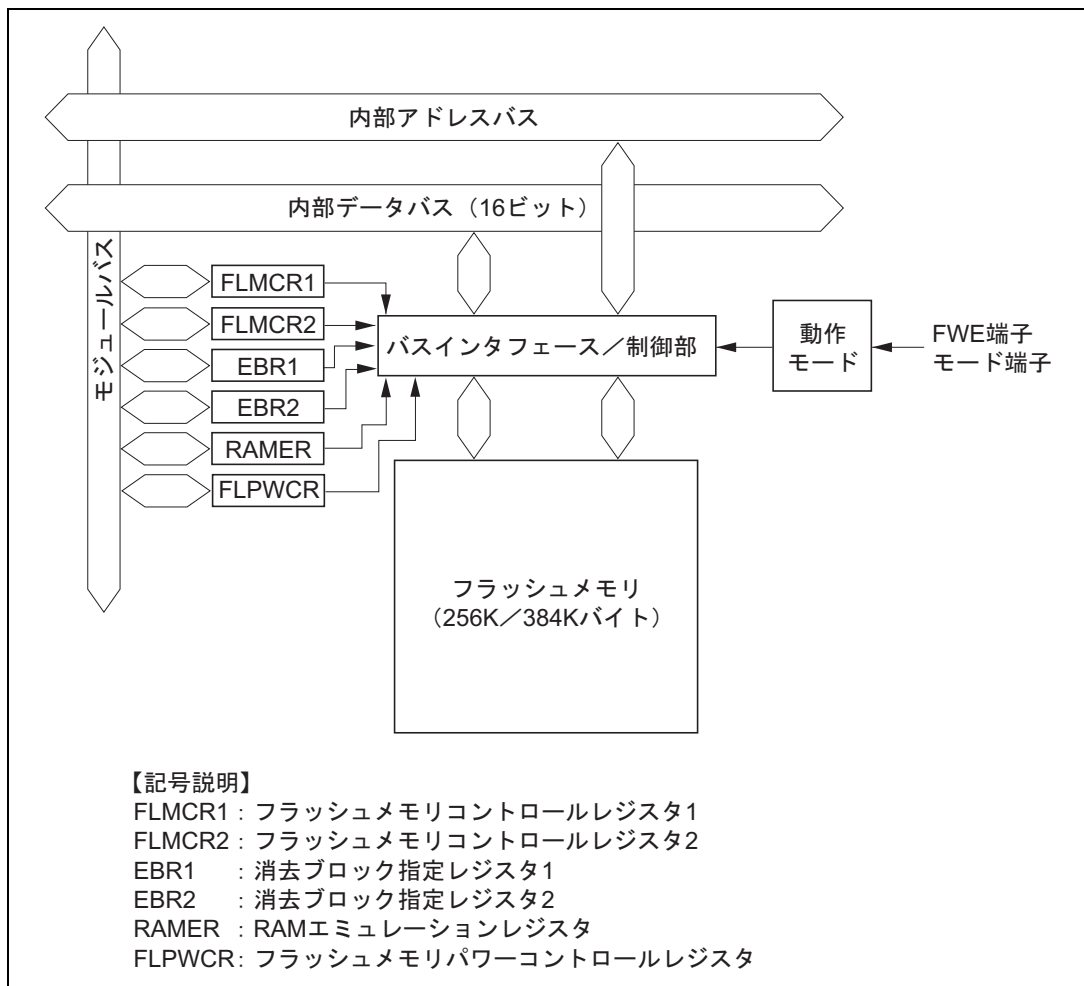 内部アドレスバス
内部データバス（16ビット）
モジュールバス
FLMCR1
FLMCR2
EBR1
EBR2
RAMER
FLPWCR
バスインタフェース／制御部
動作
モード
FWE端子
モード端子
フラッシュメモリ
（256K／384Kバイト）
【記号説明】
FLMCR1 : フラッシュメモリコントロールレジスタ1
FLMCR2 : フラッシュメモリコントロールレジスタ2
EBR1 : 消去ブロック指定レジスタ1
EBR2 : 消去ブロック指定レジスタ2
RAMER : RAMエミュレーションレジスタ
FLPWCR : フラッシュメモリパワーコントロールレジスタ